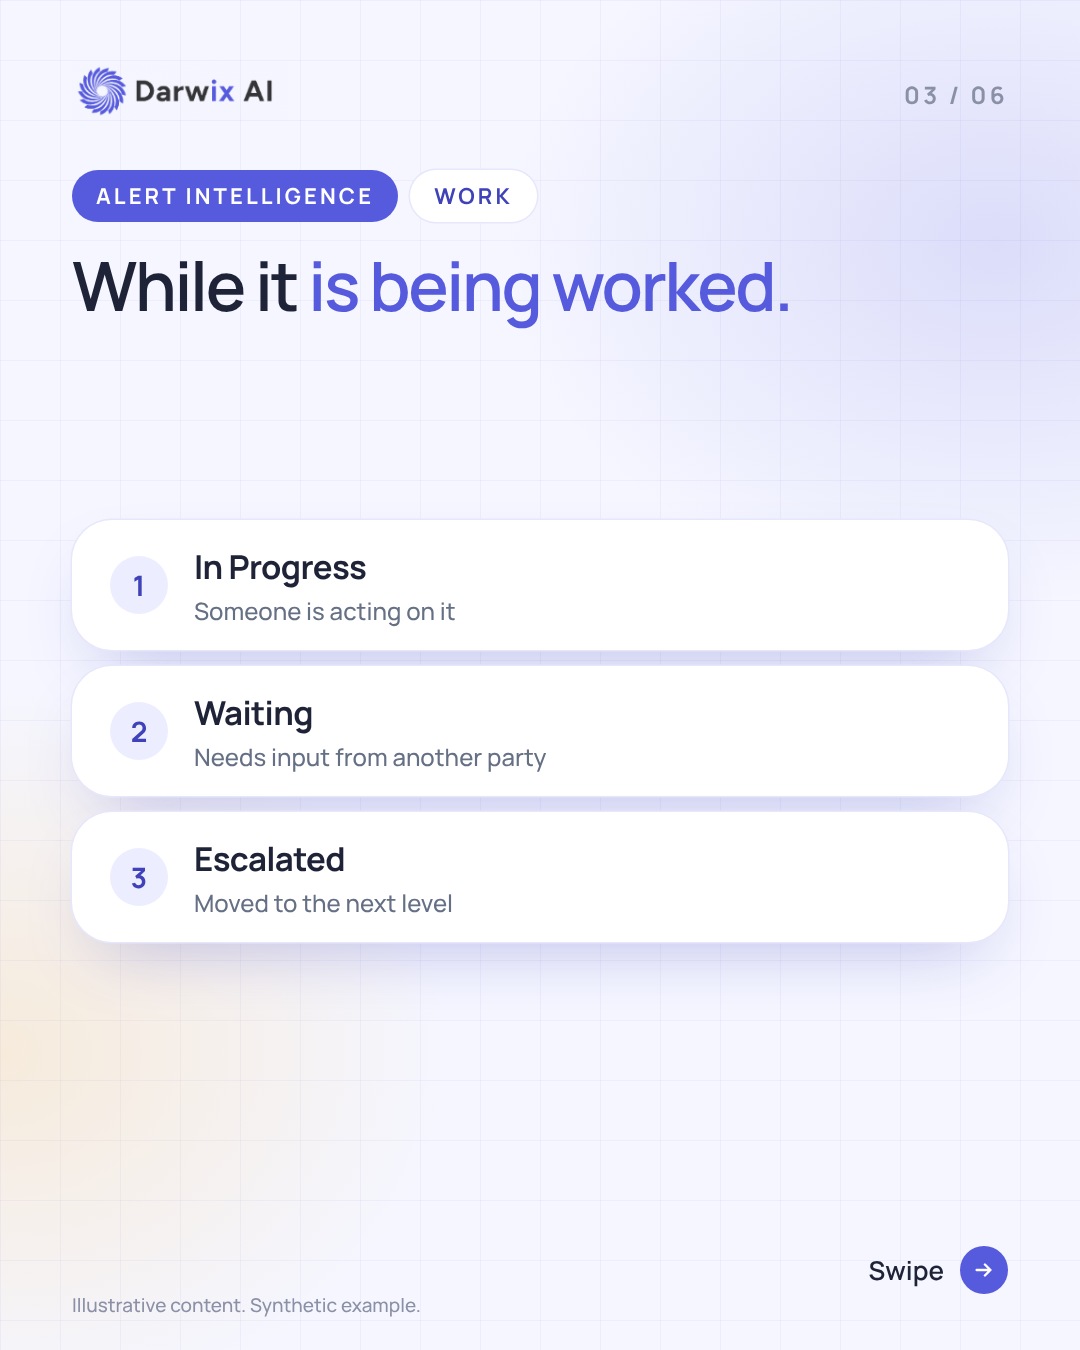 Darwix AI
03 / 06
ALERT INTELLIGENCE
WORK
While it is being worked.
1
In Progress
Someone is acting on it
2
Waiting
Needs input from another party
3
Escalated
Moved to the next level
Swipe
Illustrative content. Synthetic example.